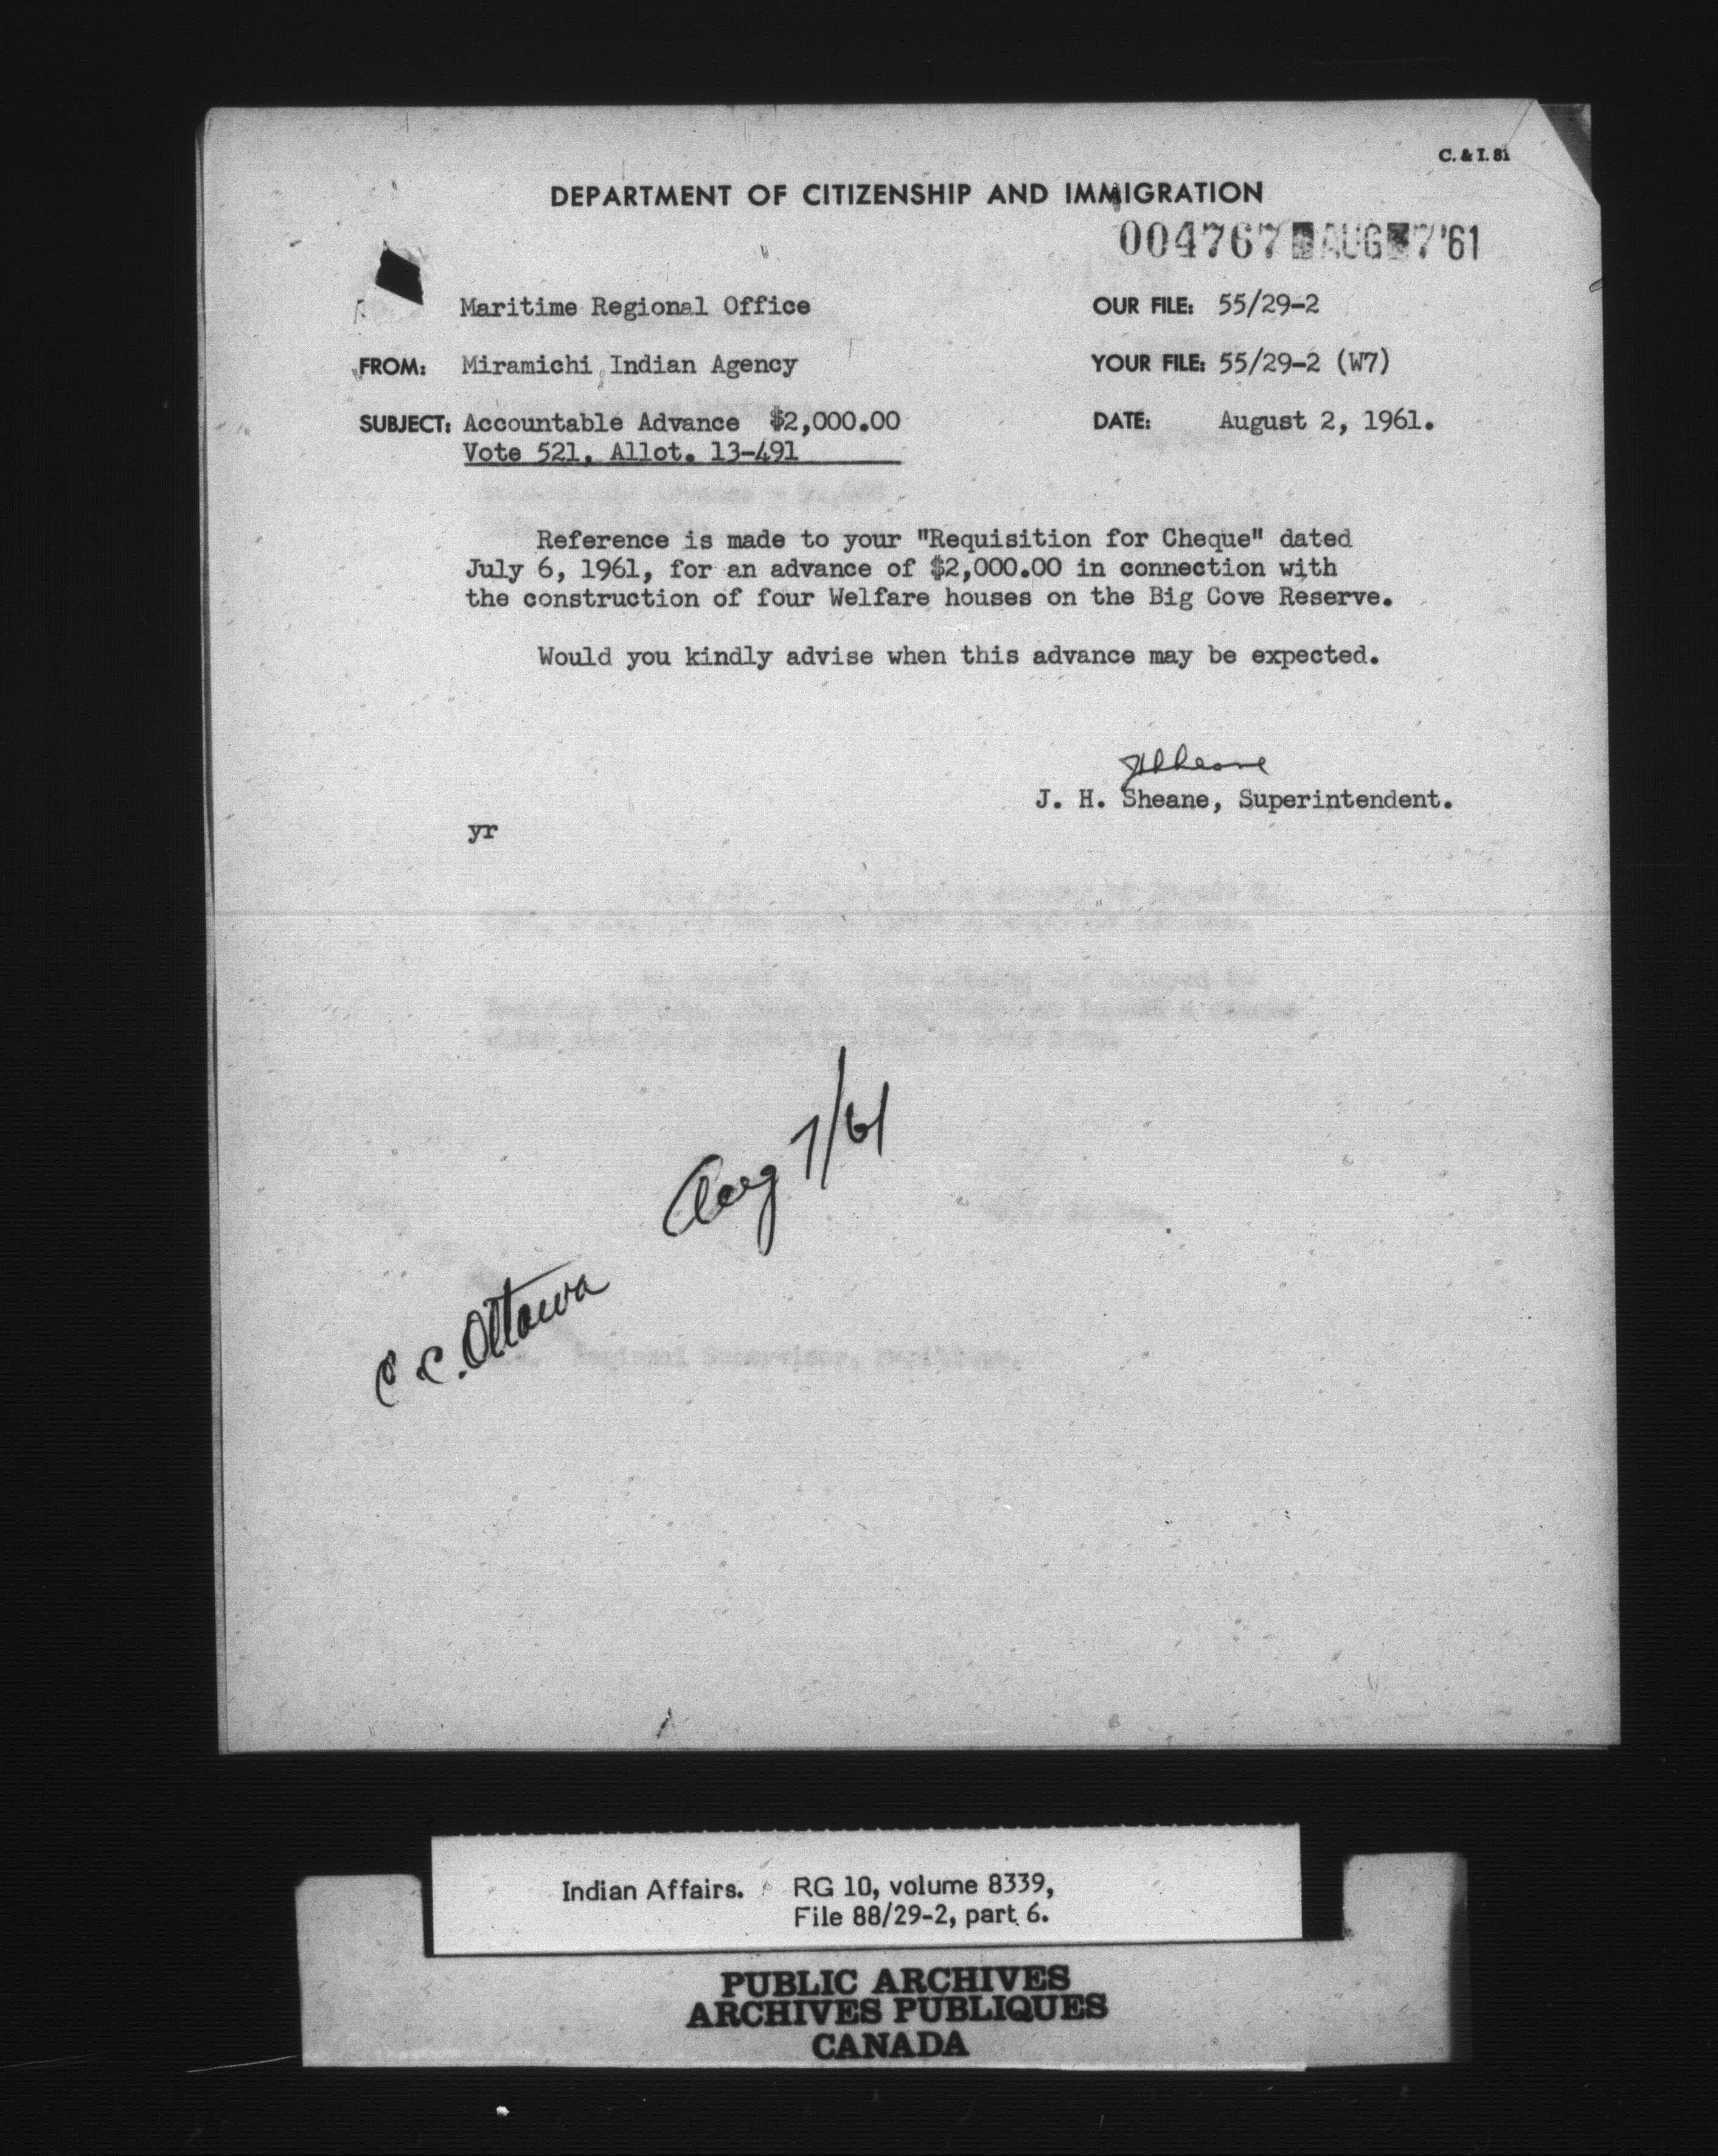 C. & I. 81
DEPARTMENT OF CITIZENSHIP AND IMMIGRATION
004767 AUG 7 '61
Maritime Regional Office
OUR FILE: 55/29-2
FROM: Miramichi Indian Agency
YOUR FILE: 55/29-2 (W7)
SUBJECT: Accountable Advance $2,000.00
DATE: August 2, 1961.
Vote 521, Allot. 13-491
Reference is made to your "Requisition for Cheque" dated
July 6, 1961, for an advance of $2,000.00 in connection with
the construction of four Welfare houses on the Big Cove Reserve.
Would you kindly advise when this advance may be expected.
JHSheane
J. H. Sheane, Superintendent.
yr
Aug 7/61
c.c. Ottawa
Regional Supervisor,
Indian Affairs. RG 10, volume 8339,
File 88/29-2, part 6.
PUBLIC ARCHIVES
ARCHIVES PUBLIQUES
CANADA